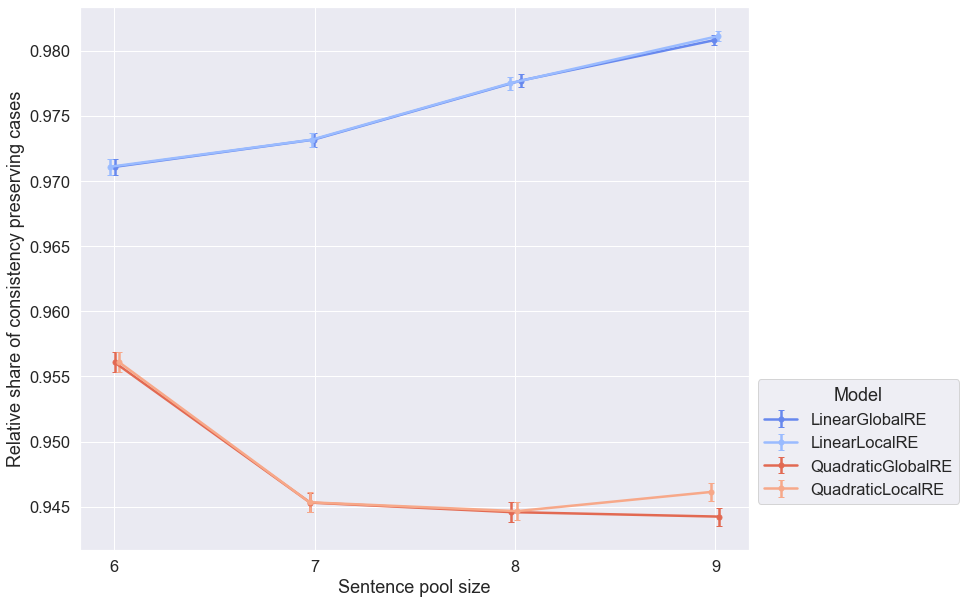 Relative share of consistency preserving cases
0.980
0.975
0.970
0.965
0.960
0.955
0.950
0.945
6 7 8 9
Sentence pool size
Model
LinearGlobalRE
LinearLocalRE
QuadraticGlobalRE
QuadraticLocalRE